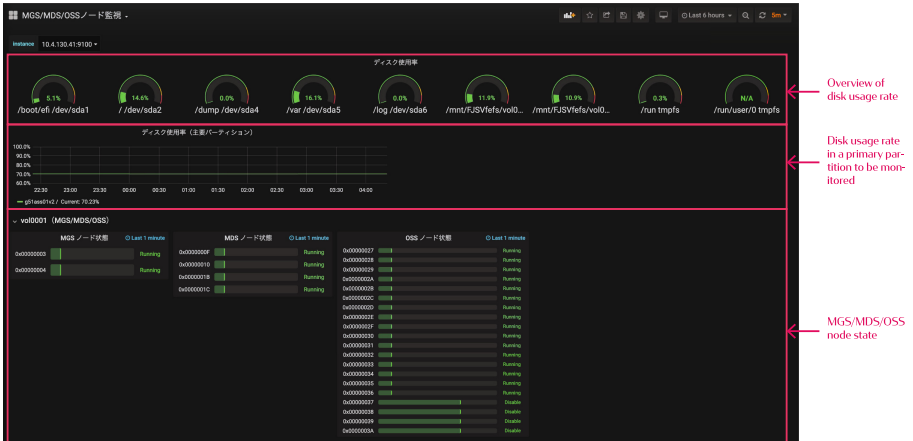 MGS/MDS/OSSノード監視
Last 6 hours
5m
Instance 10.4.130.41:9100
ディスク使用率
5.1% 14.6% 0.0% 16.1% 0.0% 11.9% 10.9% 0.3% N/A
/boot/efi /dev/sda1 / /dev/sda2 /dump /dev/sda4 /var /dev/sda5 /log /dev/sda6 /mnt/FJSVfefs/vol0... /mnt/FJSVfefs/vol0... /run tmpfs /run/user/0 tmpfs
Overview of
disk usage rate
ディスク使用率（主要パーティション）
100.0%
90.0%
80.0%
70.0%
60.0%
22:30 23:00 23:30 00:00 00:30 01:00 01:30 02:00 02:30 03:00 03:30 04:00
g51ass01v2 / Current: 70.23%
Disk usage rate
in a primary par-
tition to be mon-
itored
vol0001（MGS/MDS/OSS）
MGS ノード状態 Last 1 minute
0x00000003 Running
0x00000004 Running
MDS ノード状態 Last 1 minute
0x0000000F Running
0x00000010 Running
0x0000001B Running
0x0000001C Running
OSS ノード状態 Last 1 minute
0x00000027 Running
0x00000028 Running
0x00000029 Running
0x0000002A Running
0x0000002B Running
0x0000002C Running
0x0000002D Running
0x0000002E Running
0x0000002F Running
0x00000030 Running
0x00000031 Running
0x00000032 Running
0x00000033 Running
0x00000034 Running
0x00000035 Running
0x00000036 Running
0x00000037 Disable
0x00000038 Disable
0x00000039 Disable
0x0000003A Disable
MGS/MDS/OSS
node state